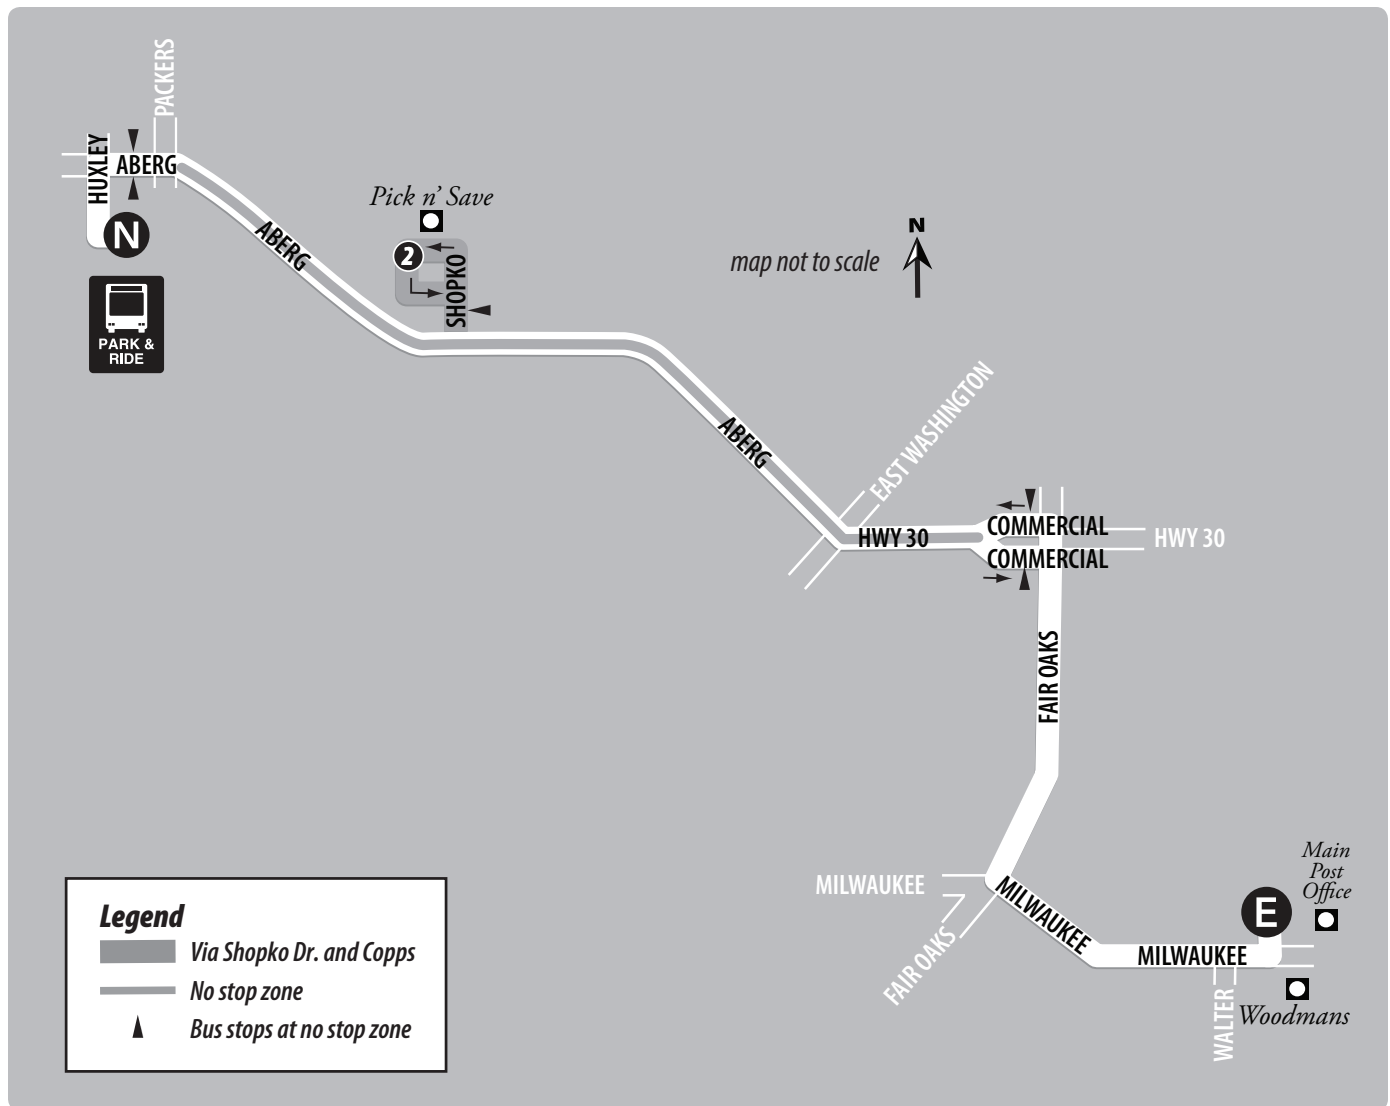 PACKERS
HUXLEY
ABERG
N
PARK &
RIDE
ABERG
Pick n’ Save
2
SHOPKO
map not to scale
N
ABERG
EAST WASHINGTON
HWY 30
COMMERCIAL
COMMERCIAL
HWY 30
FAIR OAKS
MILWAUKEE
FAIR OAKS
MILWAUKEE
MILWAUKEE
WALTER
E
Main
Post
Office
Woodmans
Legend
Via Shopko Dr. and Copps
No stop zone
Bus stops at no stop zone